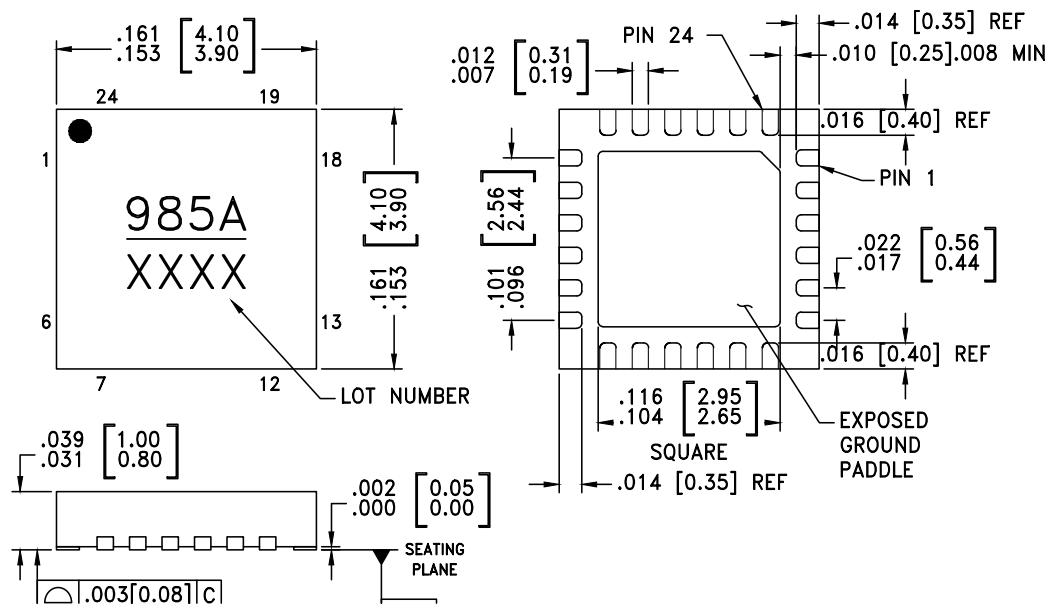 .161 [4.10]
.153 [3.90]
24 19
1 18
985A
XXXX
6 13
7 12
LOT NUMBER
.161 [4.10]
.153 [3.90]
.039 [1.00]
.031 [0.80]
.002 [0.05]
.000 [0.00]
SEATING
PLANE
.003[0.08] C
.012 [0.31]
.007 [0.19]
PIN 24
.014 [0.35] REF
.010 [0.25].008 MIN
.016 [0.40] REF
PIN 1
.101 [2.56]
.096 [2.44]
.022 [0.56]
.017 [0.44]
.016 [0.40] REF
.116 [2.95]
.104 [2.65]
SQUARE
EXPOSED
GROUND
PADDLE
.014 [0.35] REF